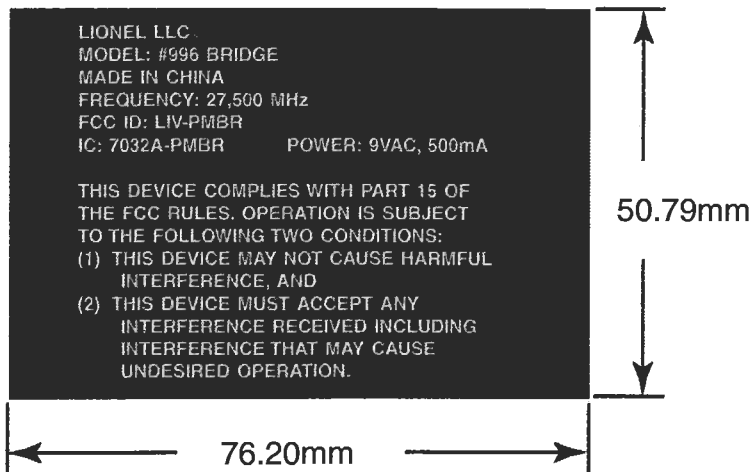 LIONEL LLC
MODEL: #996 BRIDGE
MADE IN CHINA
FREQUENCY: 27,500 MHz
FCC ID: LIV-PMBR
IC: 7032A-PMBR POWER: 9VAC, 500mA
THIS DEVICE COMPLIES WITH PART 15 OF
THE FCC RULES. OPERATION IS SUBJECT
TO THE FOLLOWING TWO CONDITIONS:
(1) THIS DEVICE MAY NOT CAUSE HARMFUL
INTERFERENCE, AND
(2) THIS DEVICE MUST ACCEPT ANY
INTERFERENCE RECEIVED INCLUDING
INTERFERENCE THAT MAY CAUSE
UNDESIRED OPERATION.
50.79mm
76.20mm